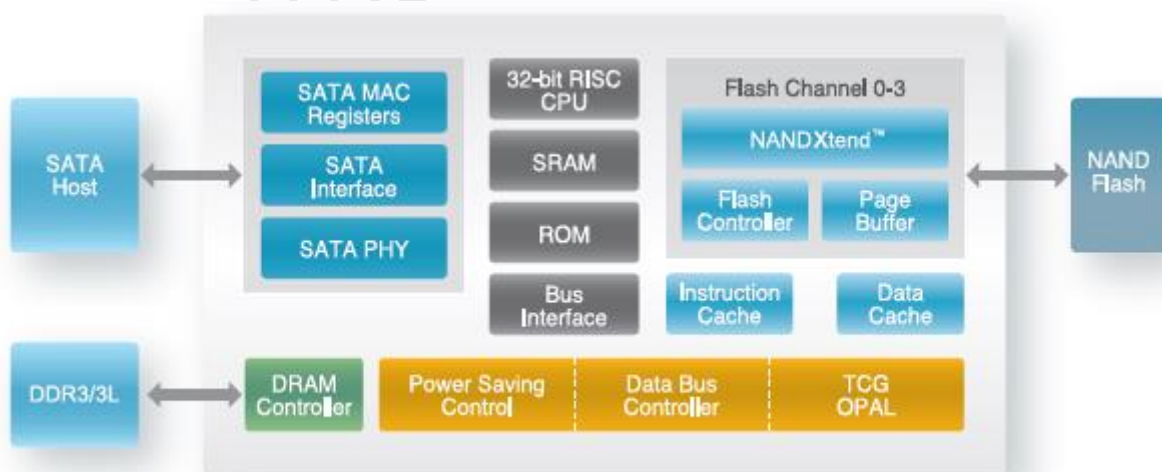 SATA
Host
DDR3/3L
SATA MAC
Registers
SATA
Interface
SATA PHY
32-bit RISC
CPU
SRAM
ROM
Bus
Interface
Flash Channel 0-3
NANDXtend™
Flash
Controller
Page
Buffer
Instruction
Cache
Data
Cache
DRAM
Controller
Power Saving
Control
Data Bus
Controller
TCG
OPAL
NAND
Flash